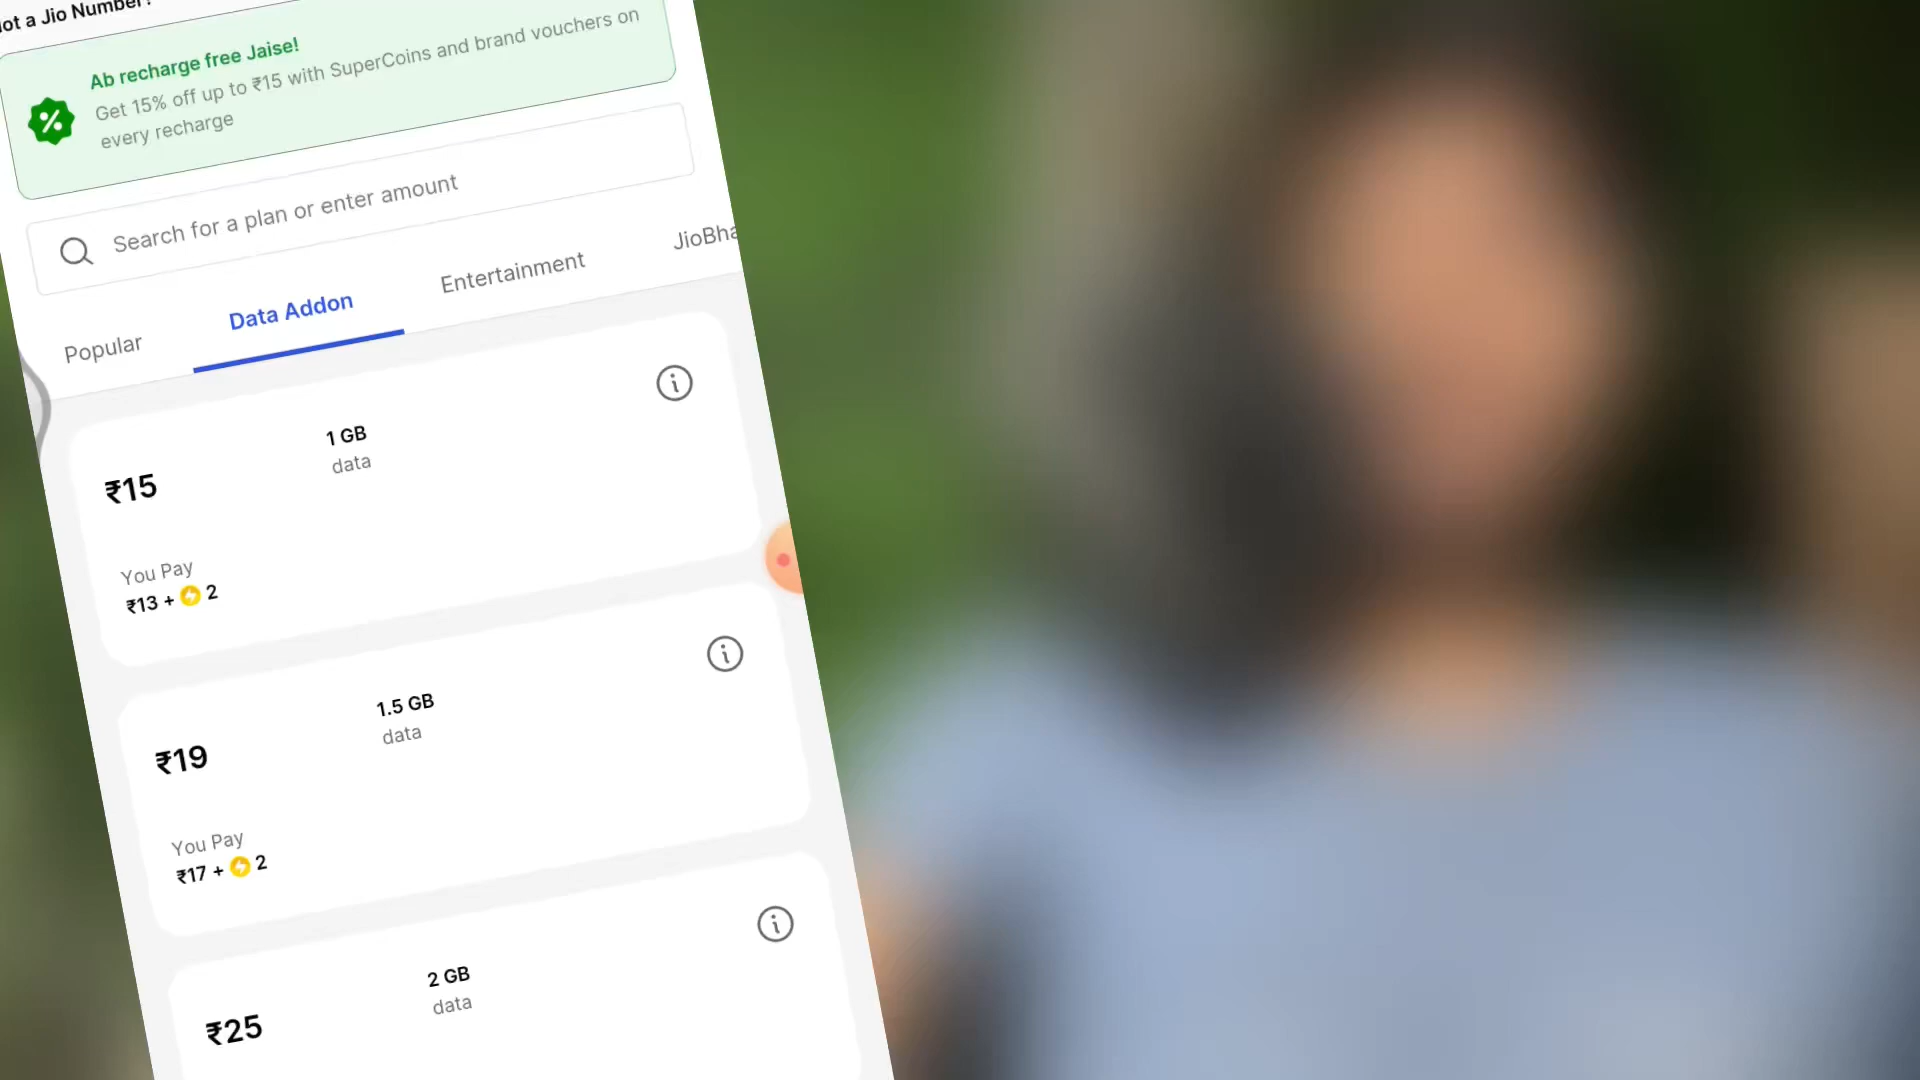 ot a Jio Number?
Ab recharge free Jaise!
Get 15% off up to ₹15 with SuperCoins and brand vouchers on
every recharge
Search for a plan or enter amount
Popular
Data Addon
Entertainment
JioBha
₹15
1 GB
data
You Pay
₹13 + 2
₹19
1.5 GB
data
You Pay
₹17 + 2
₹25
2 GB
data